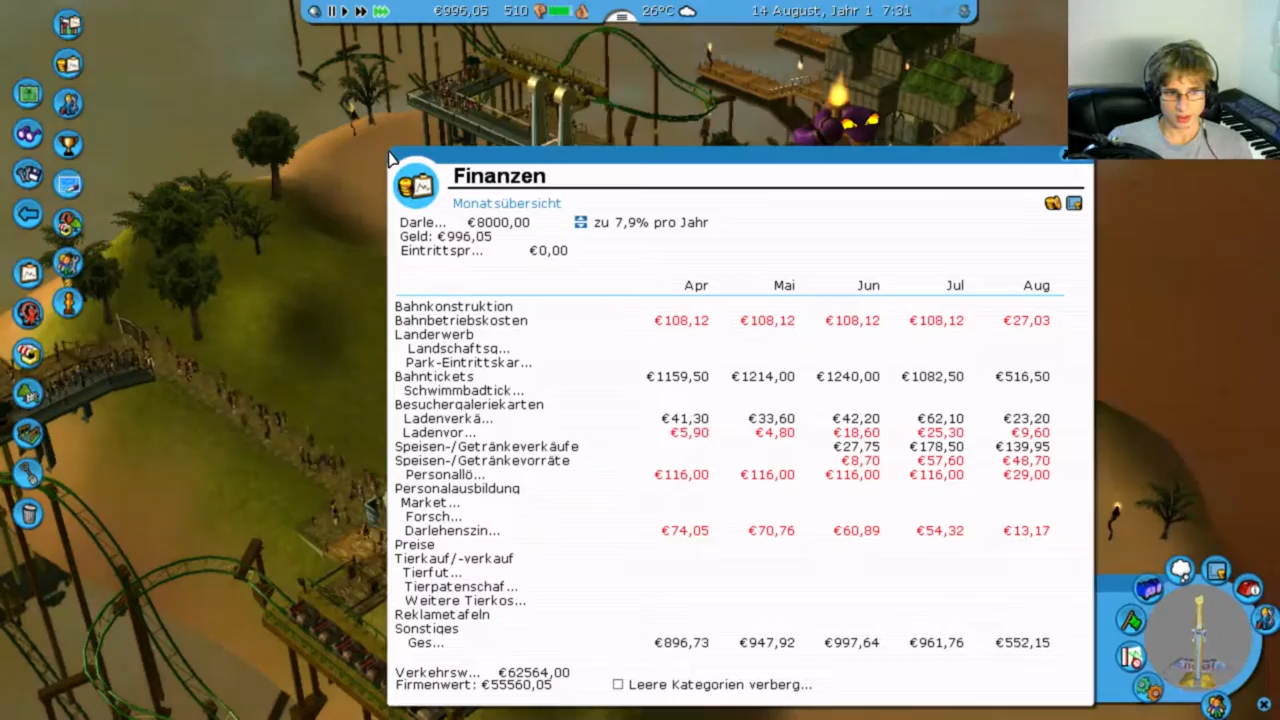 €996,05 510 26°C 14 August, Jahr 1 7:31
Finanzen
Monatsübersicht
Darle... €8000,00 zu 7,9% pro Jahr
Geld: €996,05
Eintrittspr... €0,00
Apr Mai Jun Jul Aug
Bahnkonstruktion
Bahnbetriebskosten €108,12 €108,12 €108,12 €108,12 €27,03
Landerwerb
Landschaftsg...
Park-Eintrittskar...
Bahntickets €1159,50 €1214,00 €1240,00 €1082,50 €516,50
Schwimmbadtick...
Besuchergaleriekarten
Ladenverkä... €41,30 €33,60 €42,20 €62,10 €23,20
Ladenvor... €5,90 €4,80 €18,60 €25,30 €9,60
Speisen-/Getränkeverkäufe €27,75 €178,50 €139,95
Speisen-/Getränkevorräte €8,70 €57,60 €48,70
Personallö... €116,00 €116,00 €116,00 €116,00 €29,00
Personalausbildung
Market...
Forsch...
Darlehenszin... €74,05 €70,76 €60,89 €54,32 €13,17
Preise
Tierkauf/-verkauf
Tierfut...
Tierpatenschaf...
Weitere Tierkos...
Reklametafeln
Sonstiges
Ges... €896,73 €947,92 €997,64 €961,76 €552,15
Verkehrsw... €62564,00
Firmenwert: €55560,05 Leere Kategorien verberg...